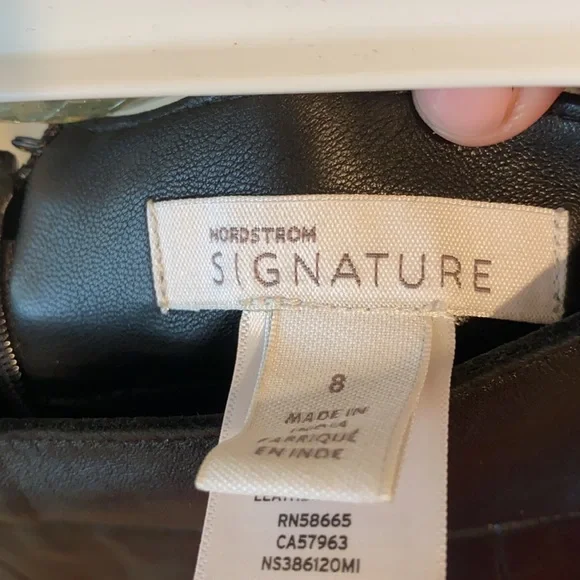 NORDSTROM
SIGNATURE
8
MADE IN
INDIA
FABRIQUÉ
EN INDE
RN58665
CA57963
NS386120MI